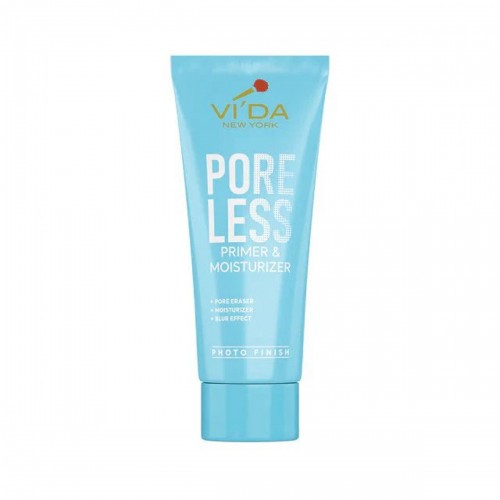 VI'DA
NEW YORK
PORE
LESS
PRIMER &
MOISTURIZER
• PORE ERASER
• MOISTURIZER
• BLUR EFFECT
PHOTO FINISH